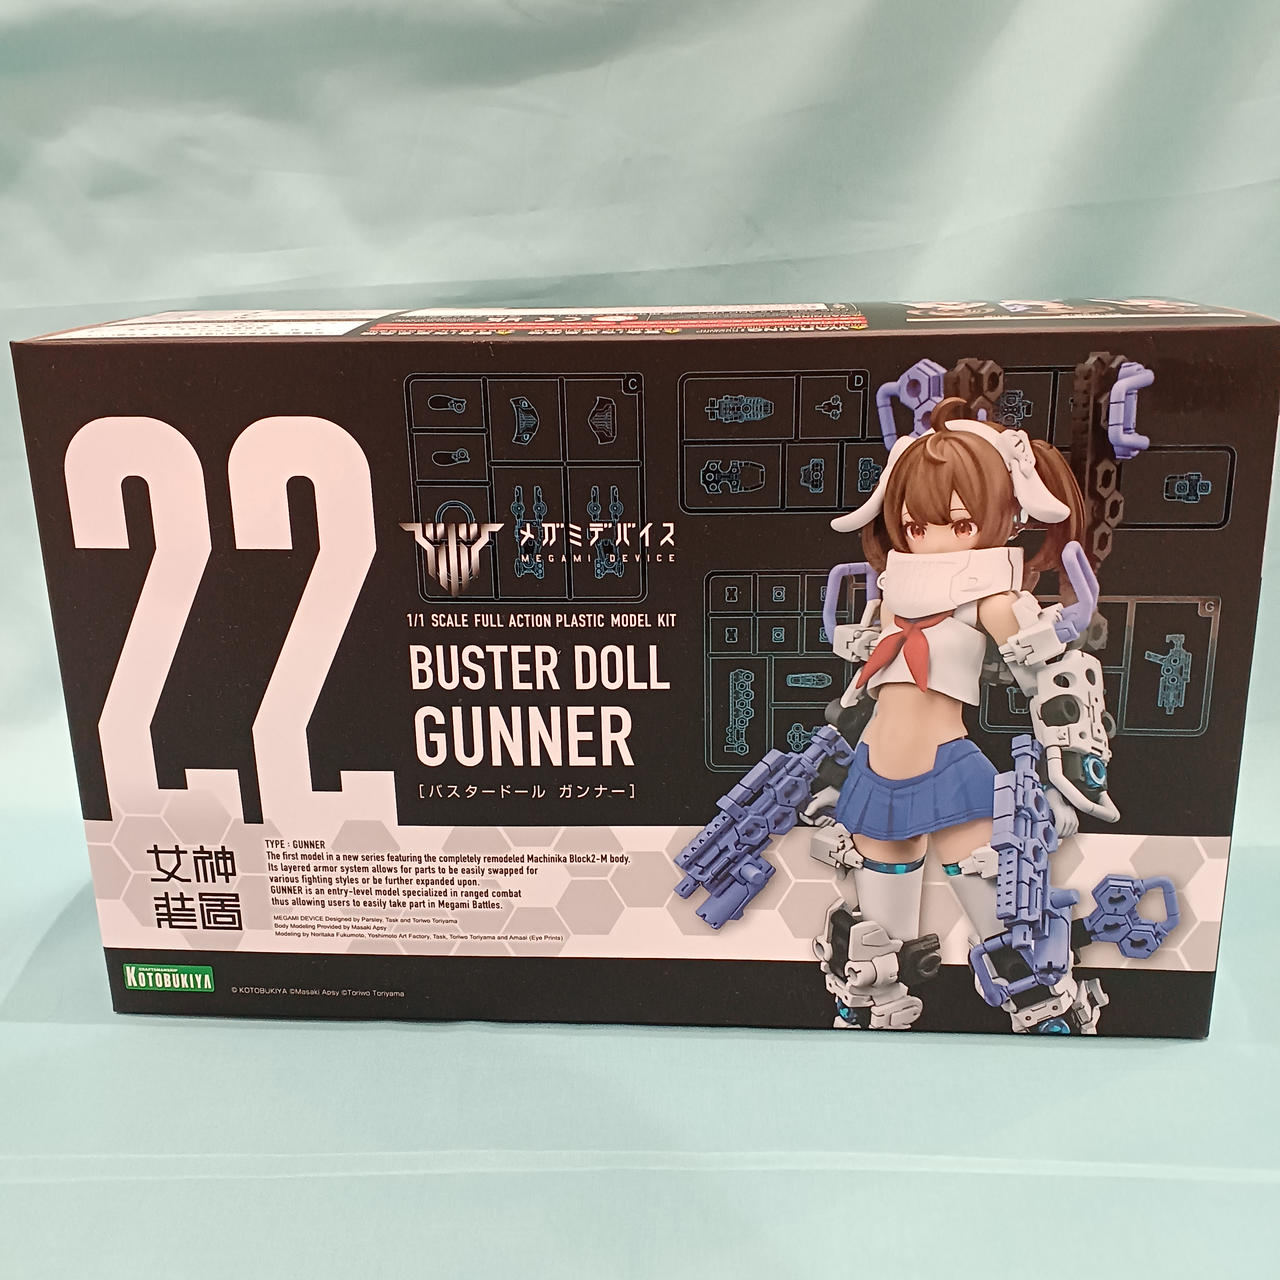 22
C
D
G
メガミデバイス
MEGAMI DEVICE
1/1 SCALE FULL ACTION PLASTIC MODEL KIT
BUSTER DOLL
GUNNER
[バスタードール ガンナー]
女神
装置
TYPE : GUNNER
The first model in a new series featuring the completely remodeled Machinika Block2-M body.
Its layered armor system allows for parts to be easily swapped for
various fighting styles or be further expanded upon.
GUNNER is an entry-level model specialized in ranged combat
thus allowing users to easily take part in Megami Battles.
MEGAMI DEVICE Designed by Parsley, Task and Toriwo Toriyama
Body Modeling Provided by Masaki Apsy
Modeling by Noritaka Fukumoto, Yoshimoto Art Factory, Task, Toriwo Toriyama and Amaai (Eye Prints)
CRAFTSMANSHIP
KOTOBUKIYA
© KOTOBUKIYA ©Masaki Apsy ©Toriwo Toriyama